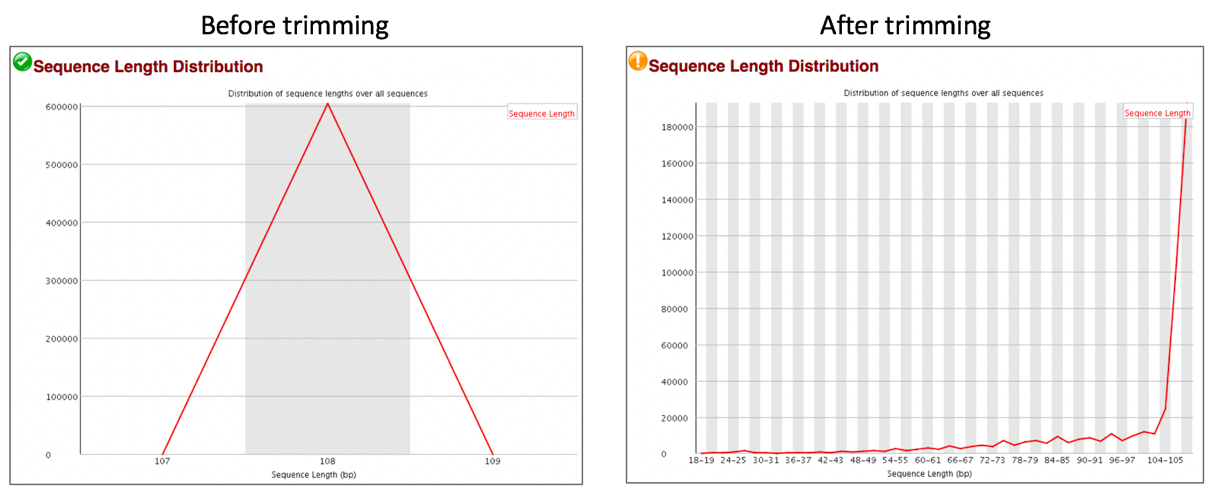 Before trimming
After trimming
Sequence Length Distribution
Distribution of sequence lengths over all sequences
Sequence Length
600000
500000
400000
300000
200000
100000
0
107 108 109
Sequence Length (bp)
Sequence Length Distribution
Distribution of sequence lengths over all sequences
Sequence Length
180000
160000
140000
120000
100000
80000
60000
40000
20000
0
18-19 24-25 30-31 36-37 42-43 48-49 54-55 60-61 66-67 72-73 78-79 84-85 90-91 96-97 104-105
Sequence Length (bp)